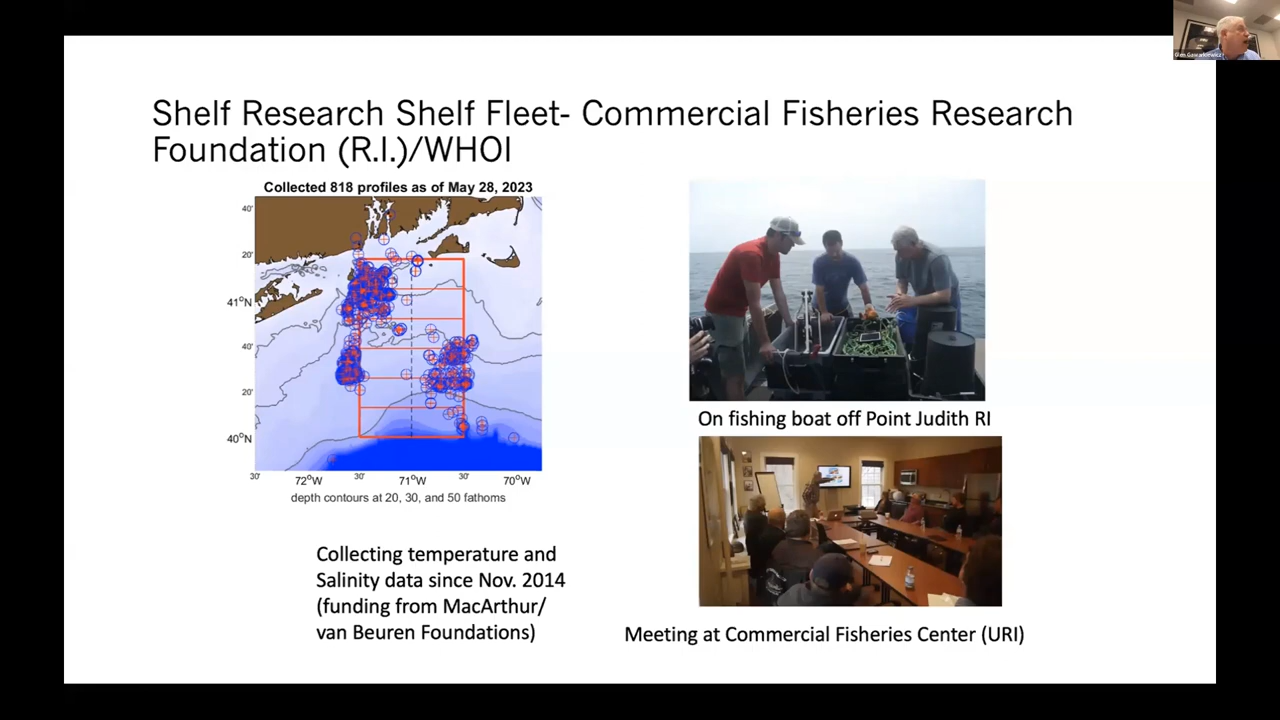 Glen Gawarkiewicz
Shelf Research Shelf Fleet- Commercial Fisheries Research
Foundation (R.I.)/WHOI
Collected 818 profiles as of May 28, 2023
40'
20'
41°N
40'
20'
40°N
30'
72°W
30'
71°W
30'
70°W
depth contours at 20, 30, and 50 fathoms
On fishing boat off Point Judith RI
Collecting temperature and
Salinity data since Nov. 2014
(funding from MacArthur/
van Beuren Foundations)
Meeting at Commercial Fisheries Center (URI)